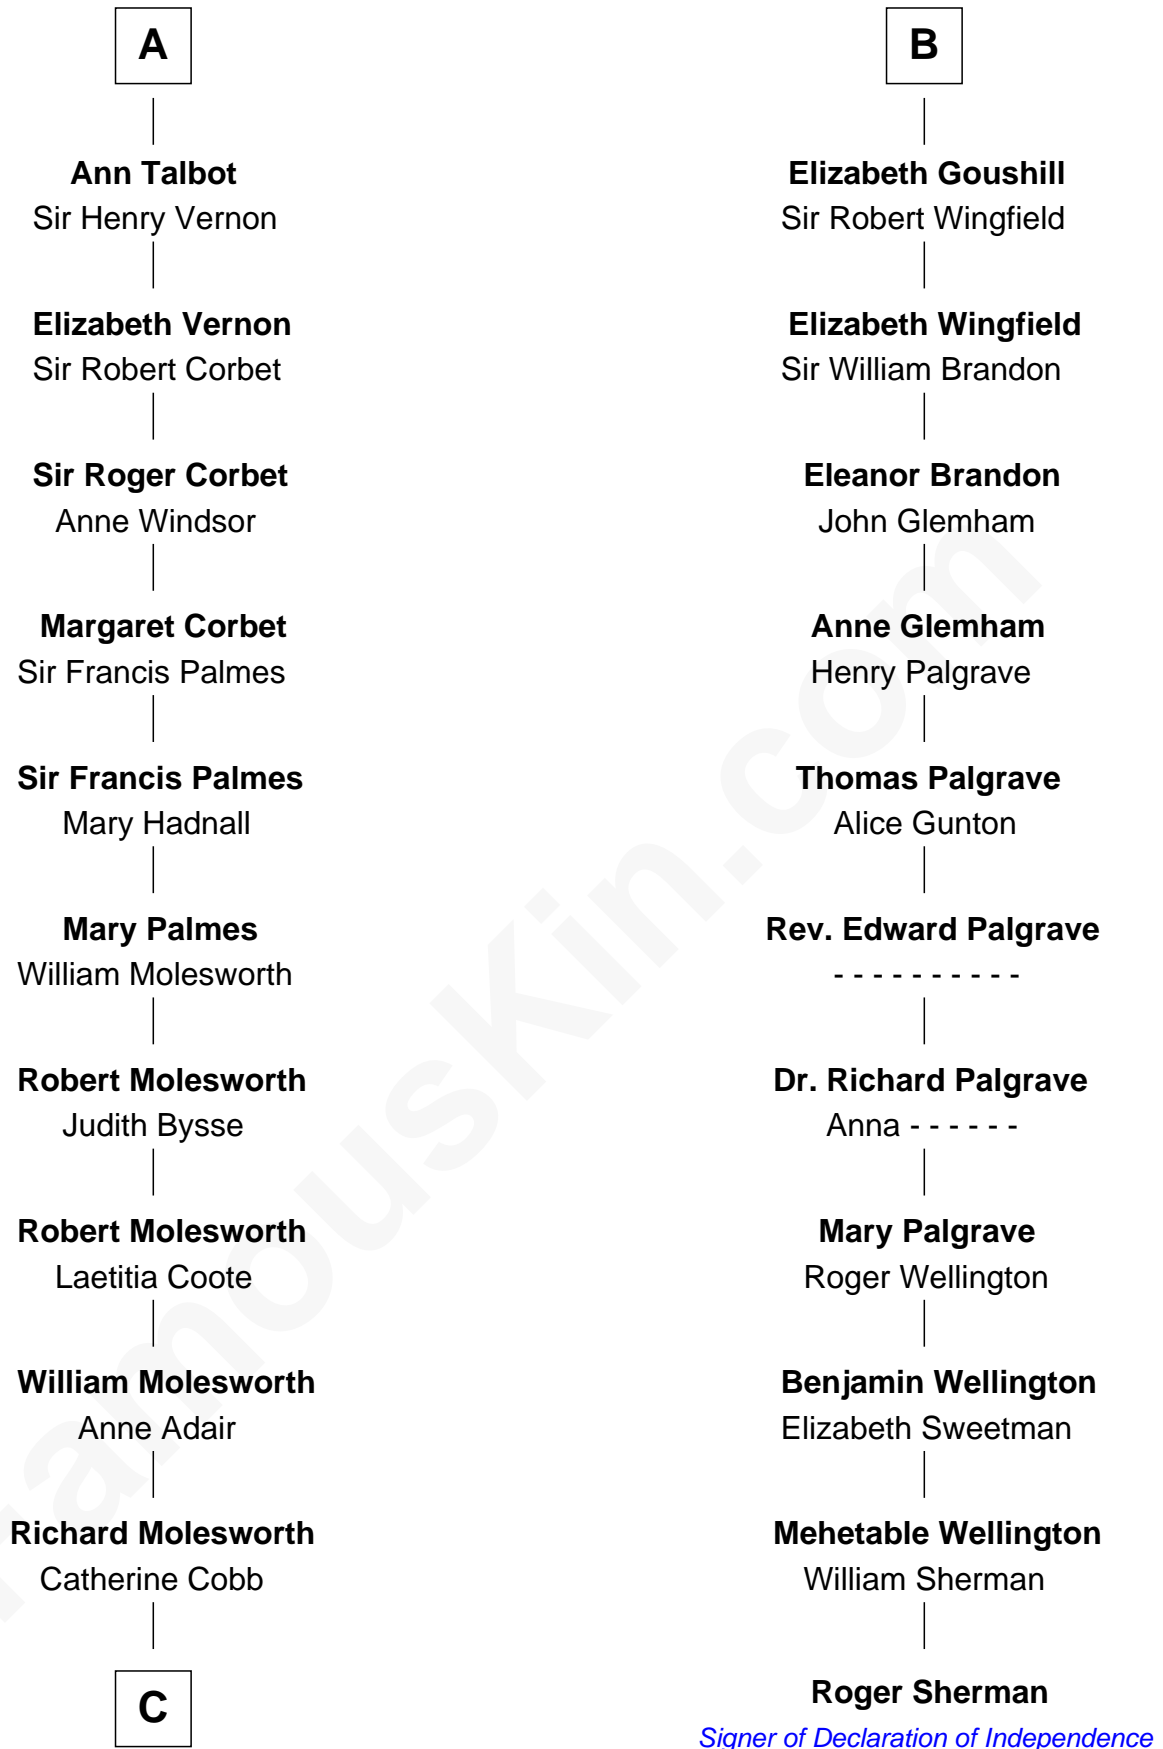 A
Ann Talbot
Sir Henry Vernon
Elizabeth Vernon
Sir Robert Corbet
Sir Roger Corbet
Anne Windsor
Margaret Corbet
Sir Francis Palmes
Sir Francis Palmes
Mary Hadnall
Mary Palmes
William Molesworth
Robert Molesworth
Judith Bysse
Robert Molesworth
Laetitia Coote
William Molesworth
Anne Adair
Richard Molesworth
Catherine Cobb
C
B
Elizabeth Goushill
Sir Robert Wingfield
Elizabeth Wingfield
Sir William Brandon
Eleanor Brandon
John Glemham
Anne Glemham
Henry Palgrave
Thomas Palgrave
Alice Gunton
Rev. Edward Palgrave
- - - - - - - - - -
Dr. Richard Palgrave
Anna - - - - - -
Mary Palgrave
Roger Wellington
Benjamin Wellington
Elizabeth Sweetman
Mehetable Wellington
William Sherman
Roger Sherman
Signer of Declaration of Independence
FamousKin.com